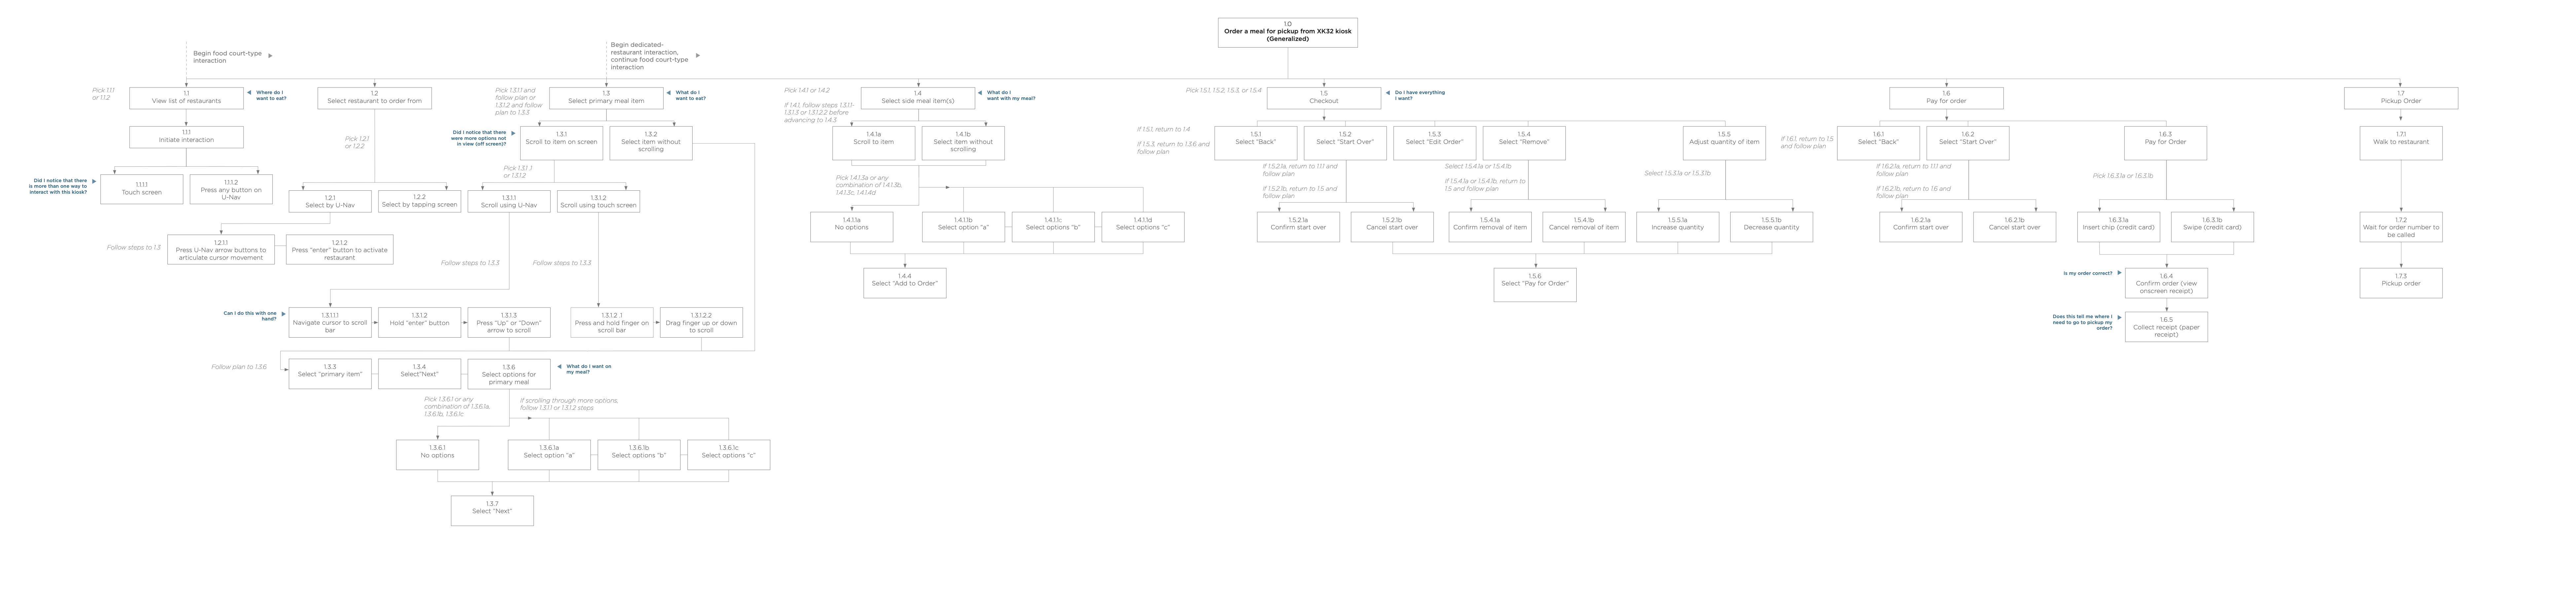 1.0
Order a meal for pickup from XK32 kiosk
(Generalized)
Begin food court-type
interaction
Begin dedicated-
restaurant interaction,
continue food court-type
interaction
Pick 1.1.1
or 1.1.2
1.1
View list of restaurants
Where do I
want to eat?
1.2
Select restaurant to order from
Pick 1.3.1.1 and
follow plan or
1.3.1.2 and follow
plan to 1.3.3
1.3
Select primary meal item
What do I
want to eat?
Pick 1.4.1 or 1.4.2
If 1.4.1, follow steps 1.3.1.1-
1.3.1.3 or 1.3.1.2.2 before
advancing to 1.4.3
1.4
Select side meal item(s)
What do I
want with my meal?
Pick 1.5.1, 1.5.2, 1.5.3, or 1.5.4
1.5
Checkout
Do I have everything
I want?
1.6
Pay for order
1.7
Pickup Order
1.1.1
Initiate interaction
Pick 1.2.1
or 1.2.2
Did I notice that there
were more options not
in view (off screen)?
1.3.1
Scroll to item on screen
1.3.2
Select item without
scrolling
1.4.1a
Scroll to item
1.4.1b
Select item without
scrolling
If 1.5.1, return to 1.4
If 1.5.3, return to 1.3.6 and
follow plan
1.5.1
Select "Back"
1.5.2
Select "Start Over"
1.5.3
Select "Edit Order"
1.5.4
Select "Remove"
1.5.5
Adjust quantity of item
If 1.6.1, return to 1.5
and follow plan
1.6.1
Select "Back"
1.6.2
Select "Start Over"
1.6.3
Pay for Order
1.7.1
Walk to restaurant
Did I notice that there
is more than one way to
interact with this kiosk?
1.1.1.1
Touch screen
1.1.1.2
Press any button on
U-Nav
1.2.1
Select by U-Nav
1.2.2
Select by tapping screen
Pick 1.3.1.1
or 1.3.1.2
1.3.1.1
Scroll using U-Nav
1.3.1.2
Scroll using touch screen
Pick 1.4.1.3a or any
combination of 1.4.1.3b,
1.4.1.3c, 1.4.1.4d
If 1.5.2.1a, return to 1.1.1 and
follow plan
If 1.5.2.1b, return to 1.5 and
follow plan
Select 1.5.4.1a or 1.5.4.1b
If 1.5.4.1a or 1.5.4.1b, return to
1.5 and follow plan
Select 1.5.3.1a or 1.5.3.1b
If 1.6.2.1a, return to 1.1.1 and
follow plan
If 1.6.2.1b, return to 1.6 and
follow plan
Pick 1.6.3.1a or 1.6.3.1b
1.4.1.1a
No options
1.4.1.1b
Select option "a"
1.4.1.1c
Select options "b"
1.4.1.1d
Select options "c"
1.5.2.1a
Confirm start over
1.5.2.1b
Cancel start over
1.5.4.1a
Confirm removal of item
1.5.4.1b
Cancel removal of item
1.5.5.1a
Increase quantity
1.5.5.1b
Decrease quantity
1.6.2.1a
Confirm start over
1.6.2.1b
Cancel start over
1.6.3.1a
Insert chip (credit card)
1.6.3.1b
Swipe (credit card)
1.7.2
Wait for order number to
be called
Follow steps to 1.3
1.2.1.1
Press U-Nav arrow buttons to
articulate cursor movement
1.2.1.2
Press "enter" button to activate
restaurant
Follow steps to 1.3.3
Follow steps to 1.3.3
1.4.4
Select "Add to Order"
1.5.6
Select "Pay for Order"
Is my order correct?
1.6.4
Confirm order (view
onscreen receipt)
1.7.3
Pickup order
Can I do this with one
hand?
1.3.1.1.1
Navigate cursor to scroll
bar
1.3.1.2
Hold "enter" button
1.3.1.3
Press "Up" or "Down"
arrow to scroll
1.3.1.2 .1
Press and hold finger on
scroll bar
1.3.1.2.2
Drag finger up or down
to scroll
Does this tell me where I
need to go to pickup my
order?
1.6.5
Collect receipt (paper
receipt)
Follow plan to 1.3.6
1.3.3
Select "primary item"
1.3.4
Select"Next"
1.3.6
Select options for
primary meal
What do I want on
my meal?
Pick 1.3.6.1 or any
combination of 1.3.6.1a,
1.3.6.1b, 1.3.6.1c
If scrolling through more options,
follow 1.3.1.1 or 1.3.1.2 steps
1.3.6.1
No options
1.3.6.1a
Select option "a"
1.3.6.1b
Select options "b"
1.3.6.1c
Select options "c"
1.3.7
Select "Next"